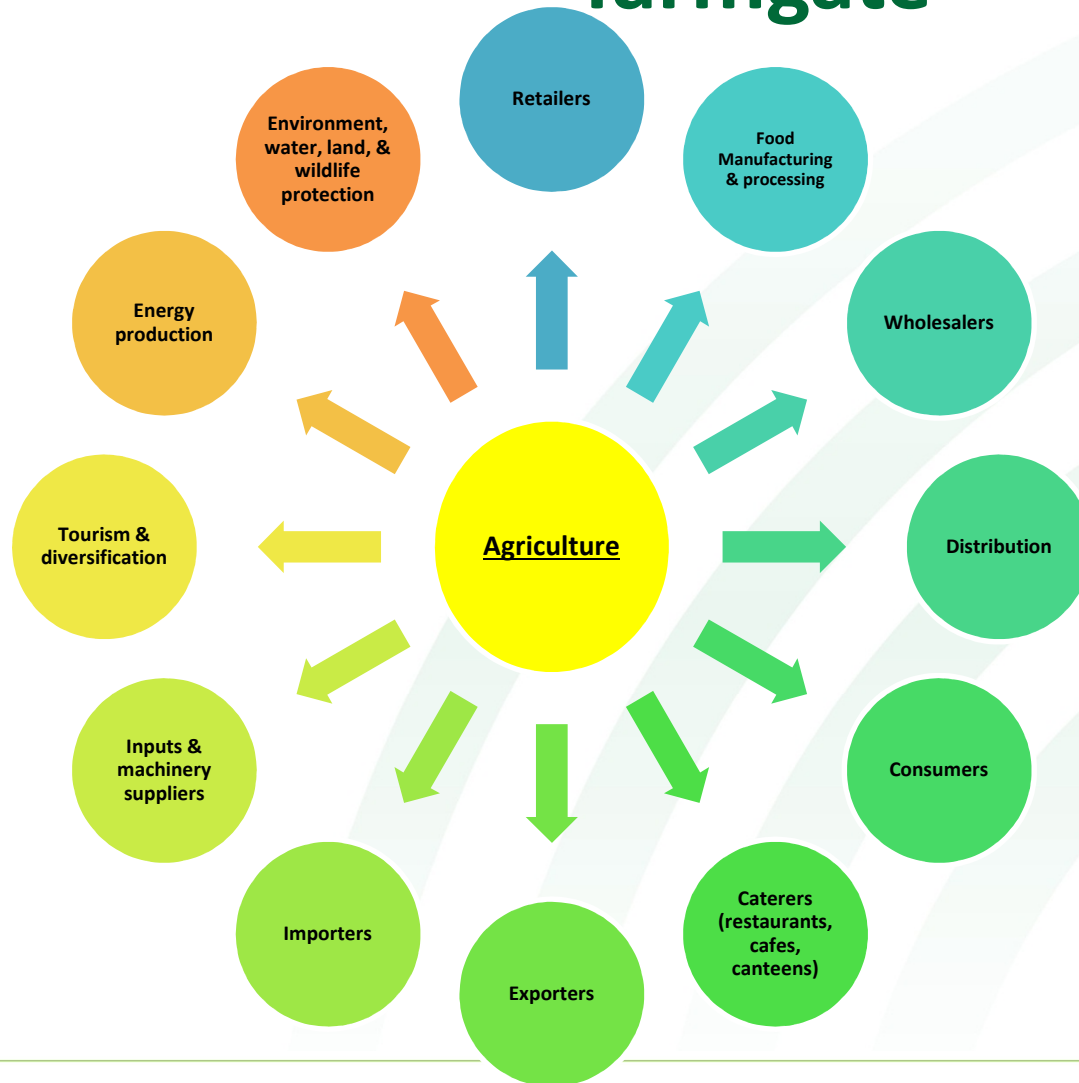 farmgate
Retailers
Food
Manufacturing
& processing
Wholesalers
Distribution
Consumers
Caterers
(restaurants,
cafes,
canteens)
Exporters
Importers
Inputs &
machinery
suppliers
Tourism &
diversification
Energy
production
Environment,
water, land, &
wildlife
protection
Agriculture